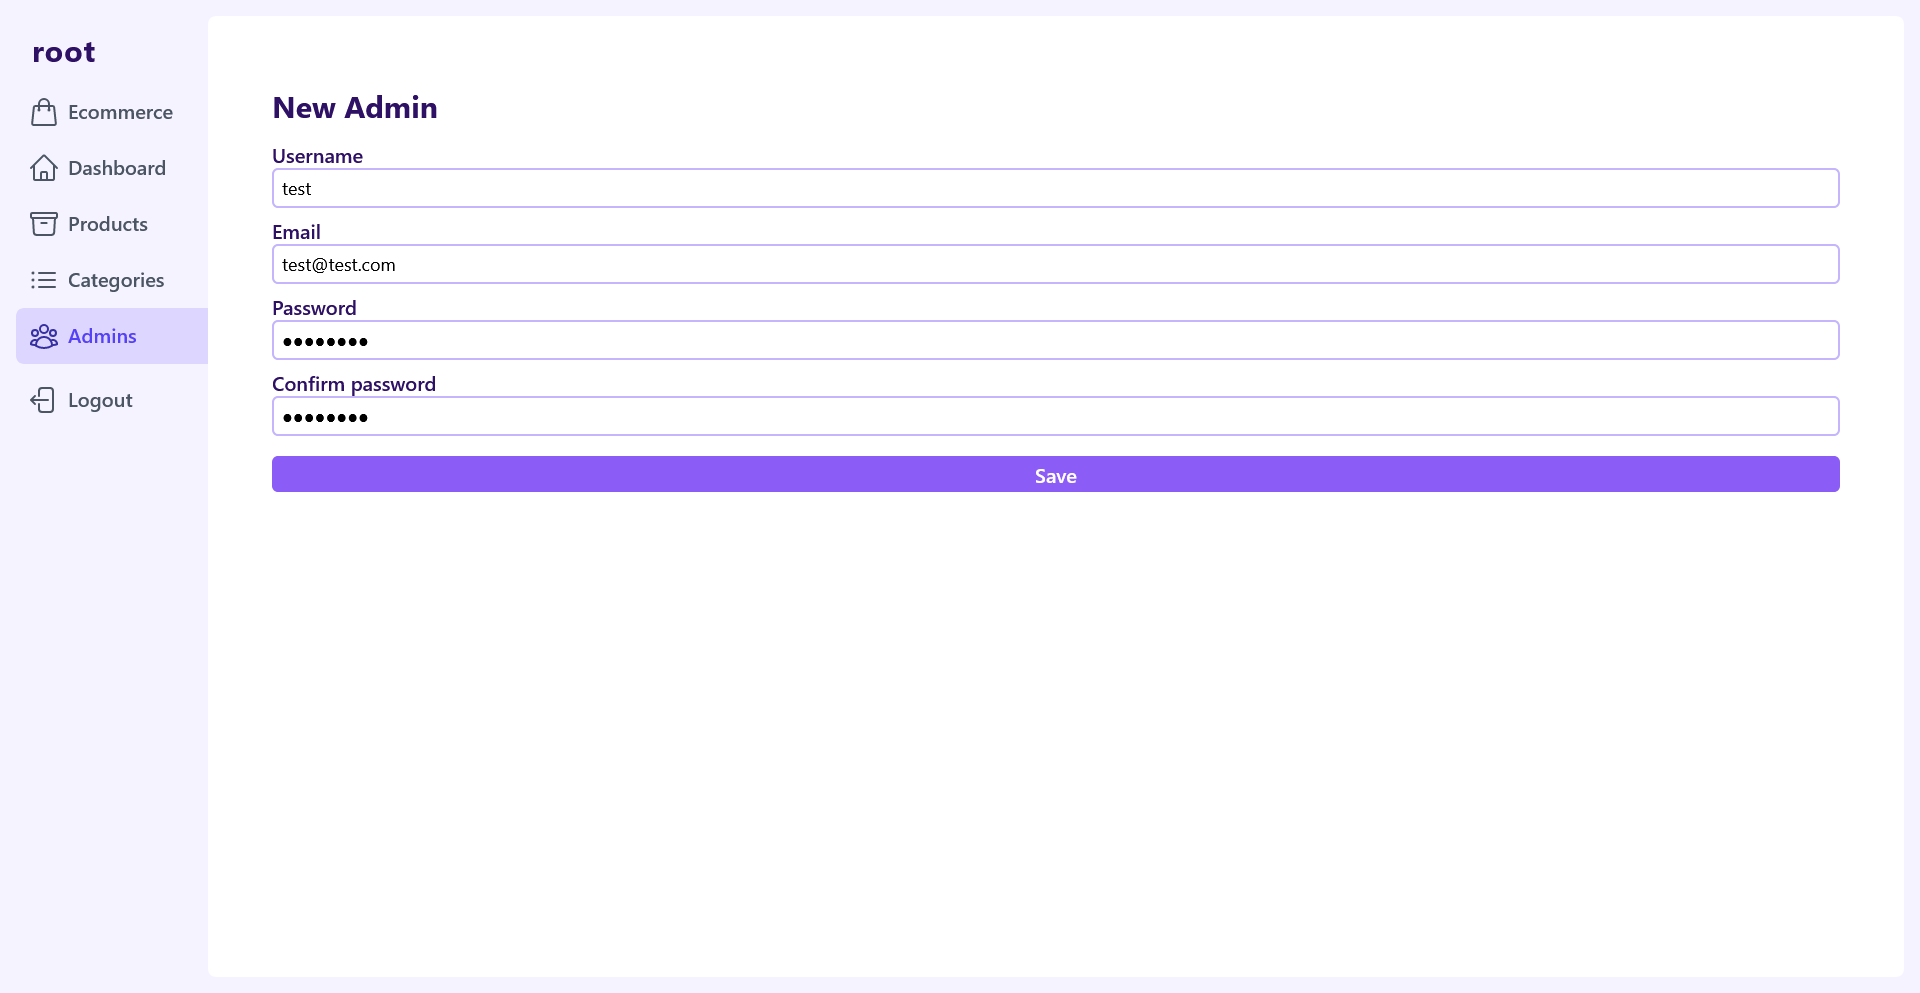 root
Ecommerce
Dashboard
Products
Categories
Admins
Logout
New Admin
Username
test
Email
test@test.com
Password
••••••••
Confirm password
••••••••
Save